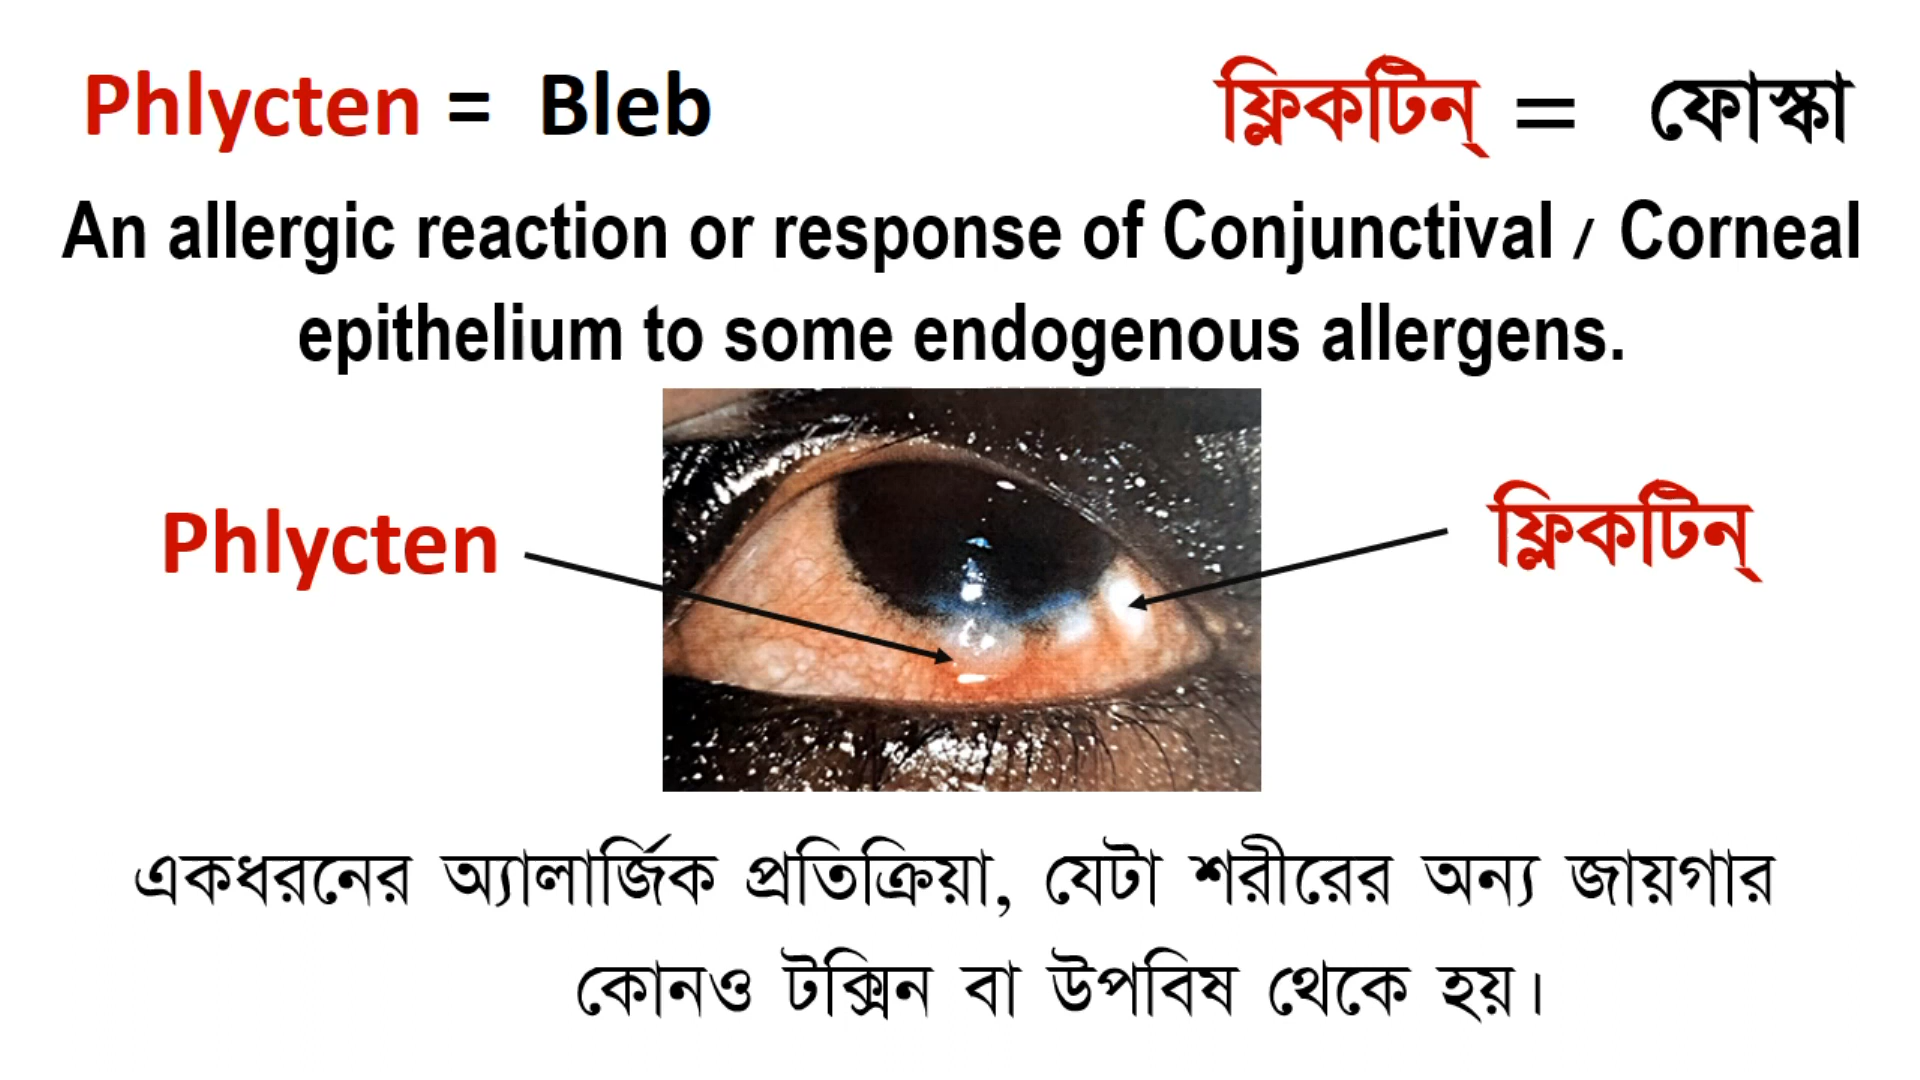 Phlycten = Bleb
ফ্লিকটিন্ = ফোস্কা
An allergic reaction or response of Conjunctival / Corneal
epithelium to some endogenous allergens.
Phlycten
ফ্লিকটিন্
একধরনের অ্যালার্জিক প্রতিক্রিয়া, যেটা শরীরের অন্য জায়গার
কোনও টক্সিন বা উপবিষ থেকে হয়।